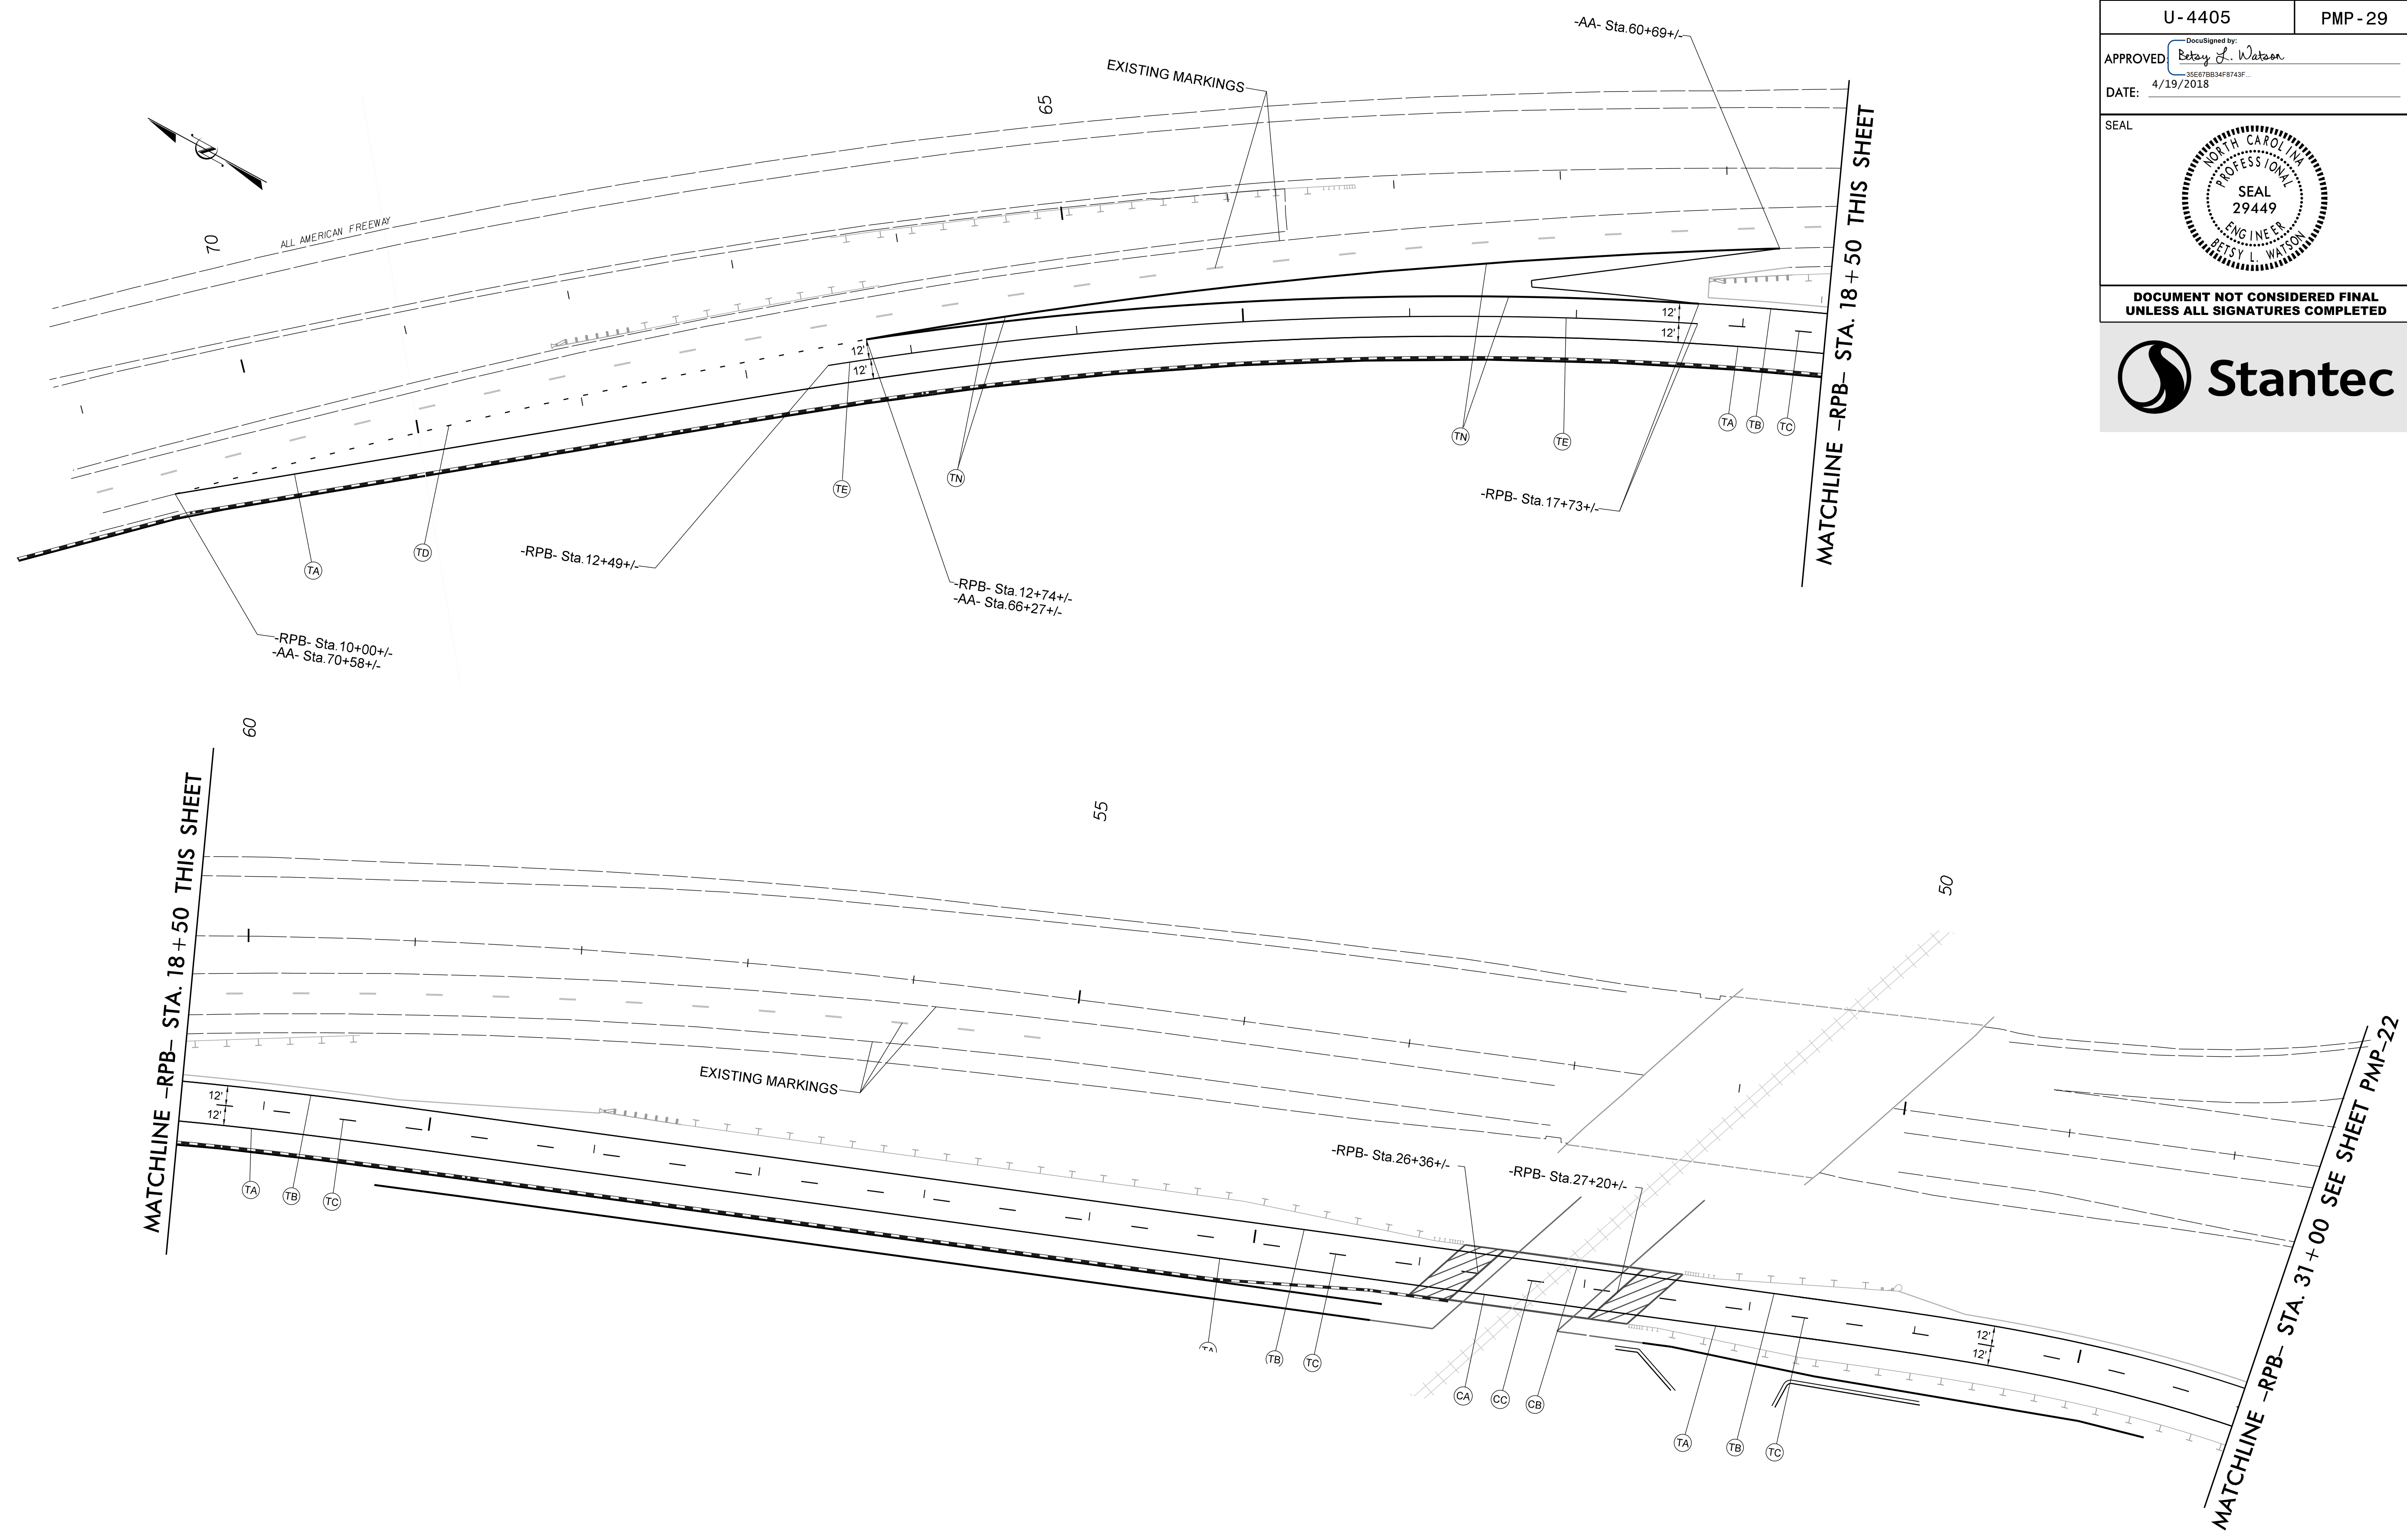 U-4405
PMP-29
APPROVED:
DocuSigned by:
Betsy L. Watson
35E67BB34F8743F...
DATE:
4/19/2018
SEAL
NORTH CAROLINA
PROFESSIONAL
SEAL
29449
ENGINEER
BETSY L. WATSON
DOCUMENT NOT CONSIDERED FINAL
UNLESS ALL SIGNATURES COMPLETED
Stantec
-AA- Sta.60+69+/-
EXISTING MARKINGS
65
70
ALL AMERICAN FREEWAY
N
MATCHLINE -RPB- STA. 18+50 THIS SHEET
12'
12'
12'
12'
TA
TB
TC
TN
TE
-RPB- Sta.17+73+/-
TE
TN
TA
TD
-RPB- Sta.12+49+/-
-RPB- Sta.12+74+/-
-AA- Sta.66+27+/-
-RPB- Sta.10+00+/-
-AA- Sta.70+58+/-
60
55
50
MATCHLINE -RPB- STA. 18+50 THIS SHEET
EXISTING MARKINGS
12'
12'
TA
TB
TC
-RPB- Sta.26+36+/-
-RPB- Sta.27+20+/-
TA
TB
TC
CA
CC
CB
12'
12'
TA
TB
TC
MATCHLINE -RPB- STA. 31+00 SEE SHEET PMP-22